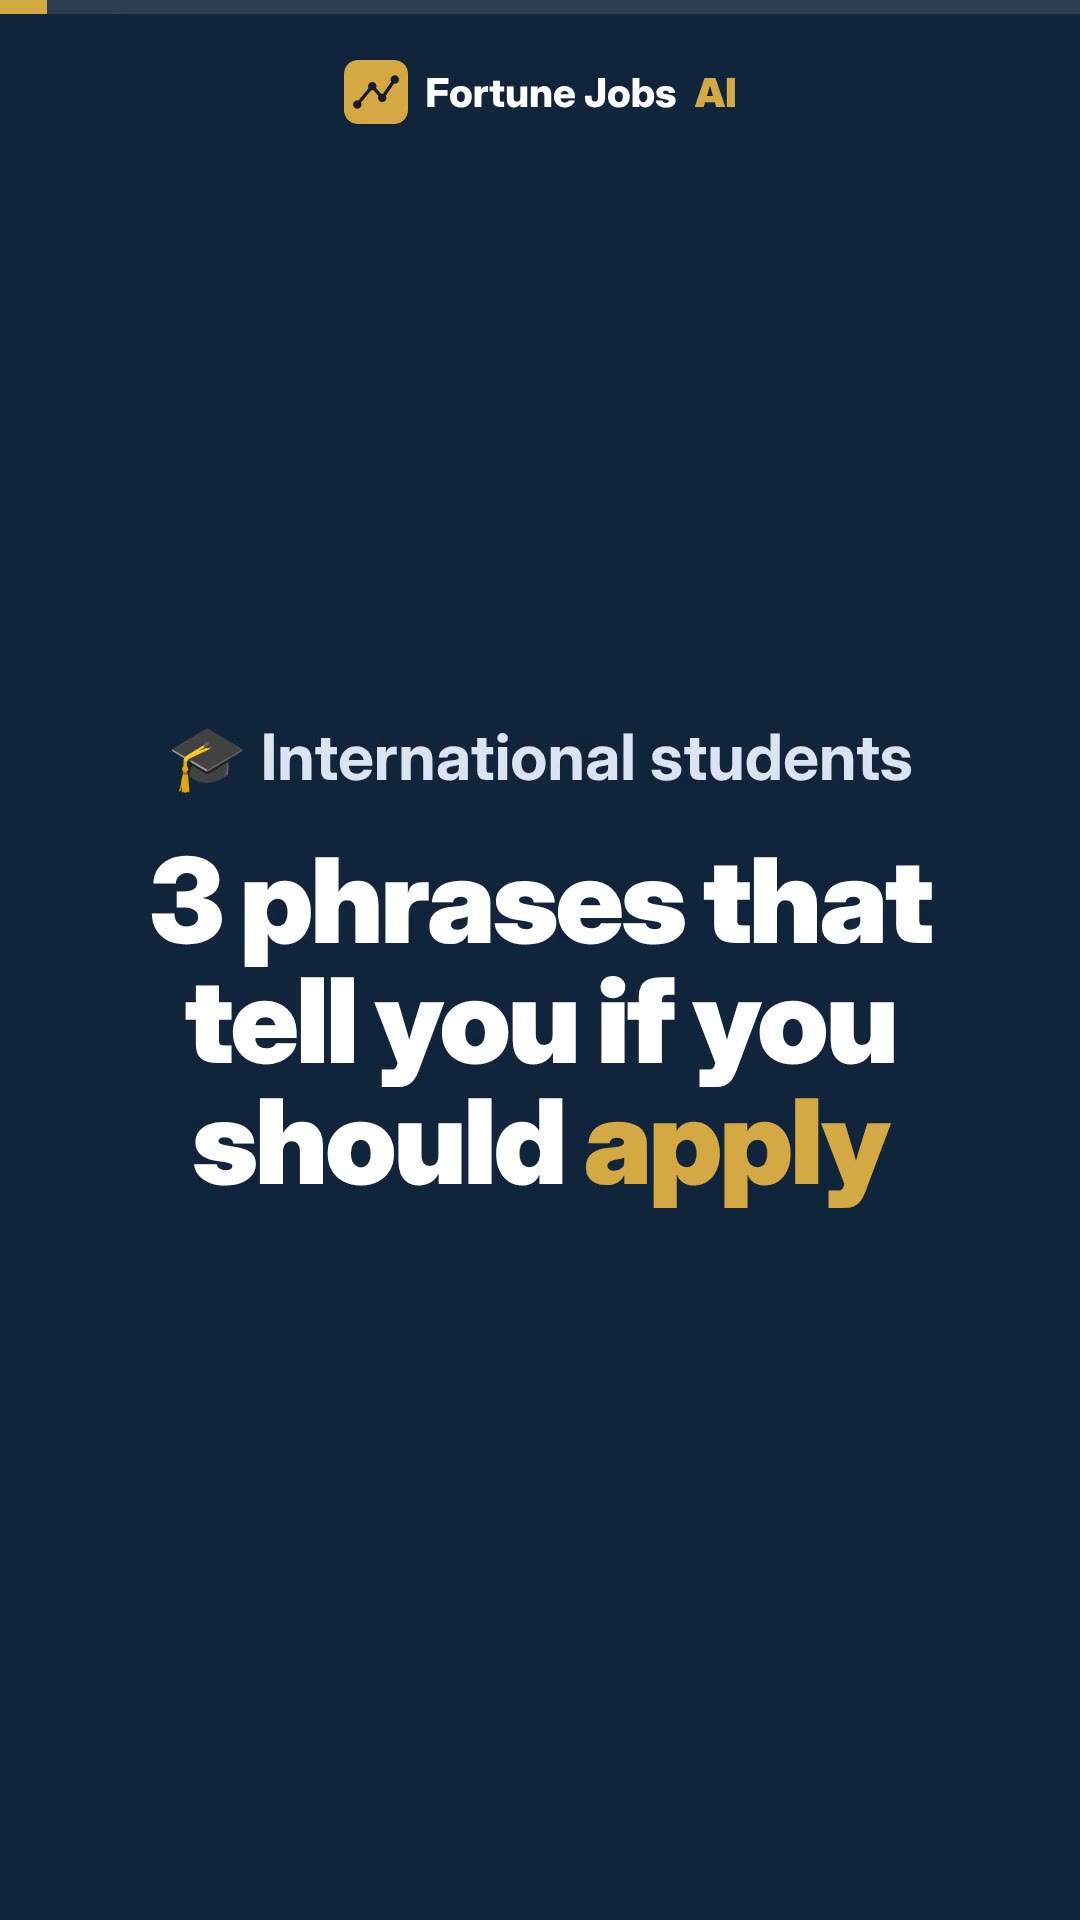 Fortune Jobs AI
🎓 International students
3 phrases that
tell you if you
should apply